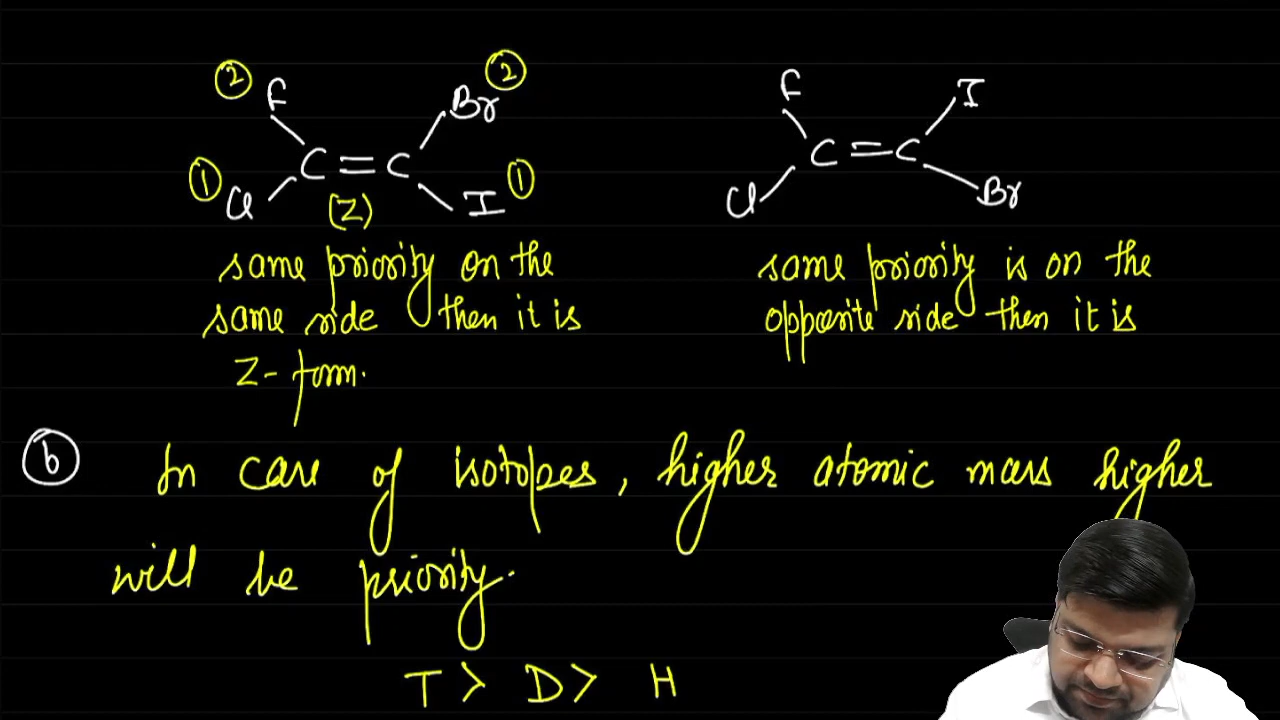 ② F Br ② F I
C = C C = C
① Cl (Z) I ① Cl Br
same priority on the same priority is on the
same side then it is opposite side then it is
Z- form.
ⓑ In case of isotopes, higher atomic mass higher
will be priority.
T > D > H